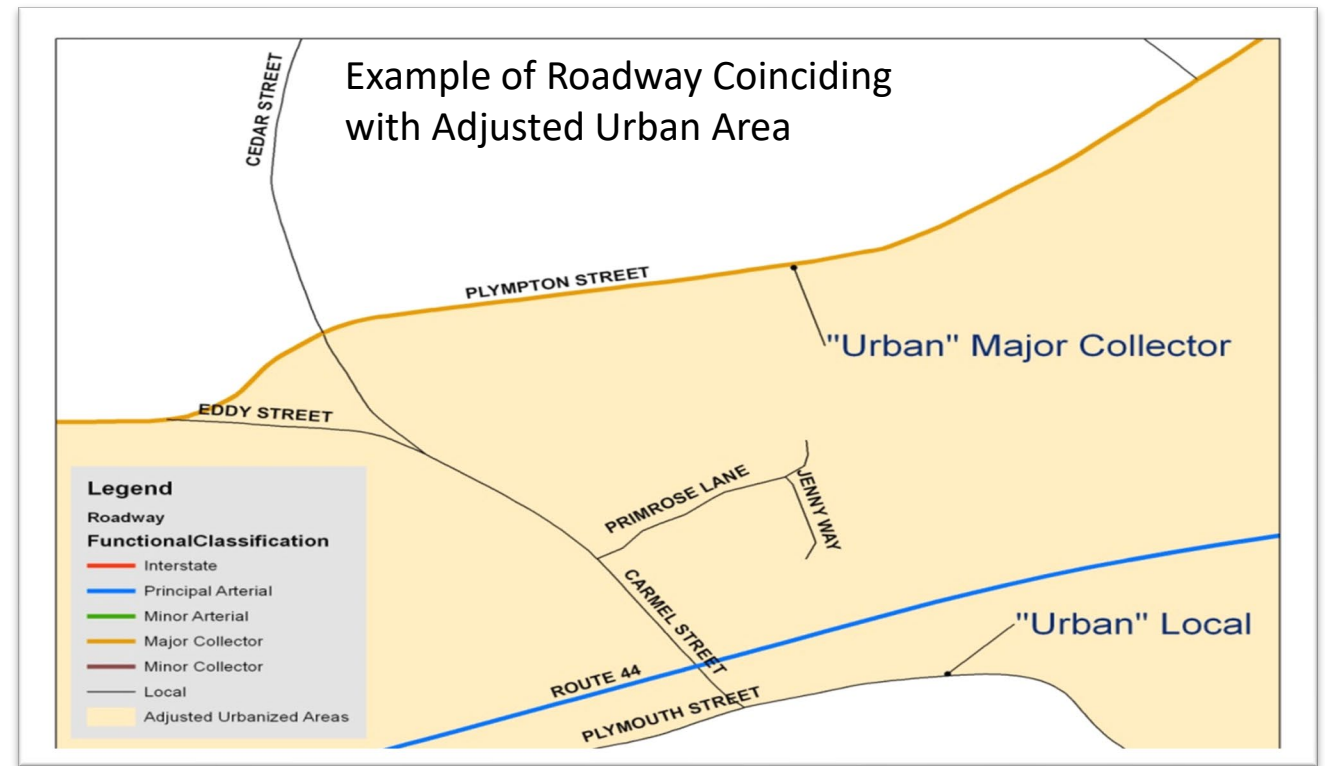 Example of Roadway Coinciding
with Adjusted Urban Area
CEDAR STREET
PLYMPTON STREET
"Urban" Major Collector
EDDY STREET
PRIMROSE LANE
JENNY WAY
CARMEL STREET
ROUTE 44
PLYMOUTH STREET
"Urban" Local
Legend
Roadway
FunctionalClassification
Interstate
Principal Arterial
Minor Arterial
Major Collector
Minor Collector
Local
Adjusted Urbanized Areas